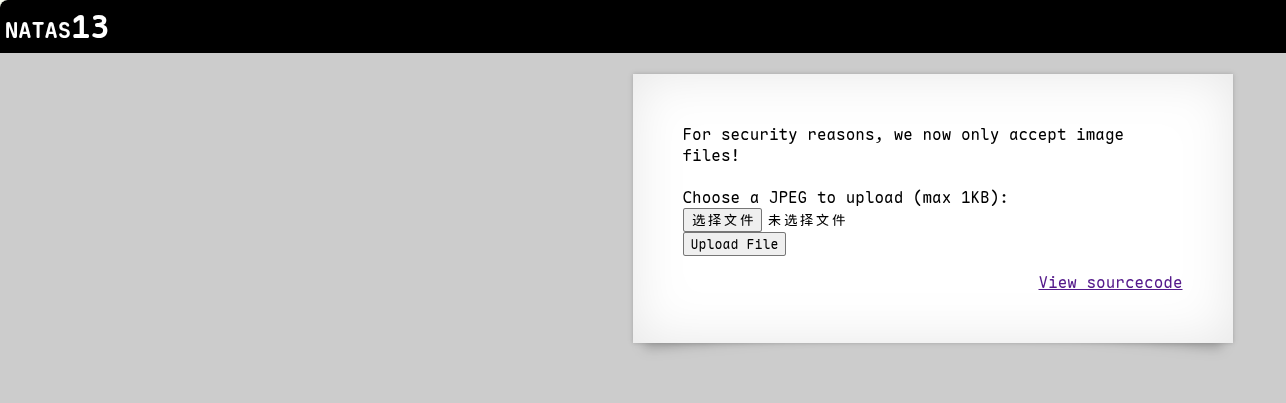 NATAS13
For security reasons, we now only accept image
files!
Choose a JPEG to upload (max 1KB):
选择文件 未选择文件
Upload File
View sourcecode